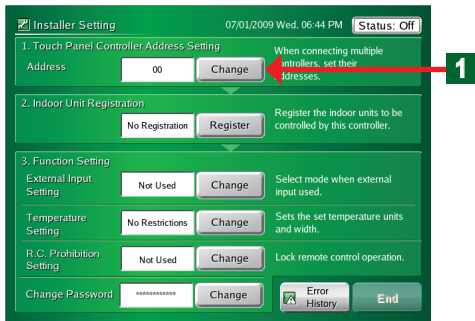 Installer Setting
07/01/2009 Wed. 06:44 PM
Status: Off
1. Touch Panel Controller Address Setting
Address
00
Change
When connecting multiple
controllers, set their
addresses.
1
2. Indoor Unit Registration
No Registration
Register
Register the indoor units to be
controlled by this controller.
3. Function Setting
External Input
Setting
Not Used
Change
Select mode when external
input used.
Temperature
Setting
No Restrictions
Change
Sets the set temperature units
and width.
R.C. Prohibition
Setting
Not Used
Change
Lock remote control operation.
Change Password
************
Change
Error
History
End